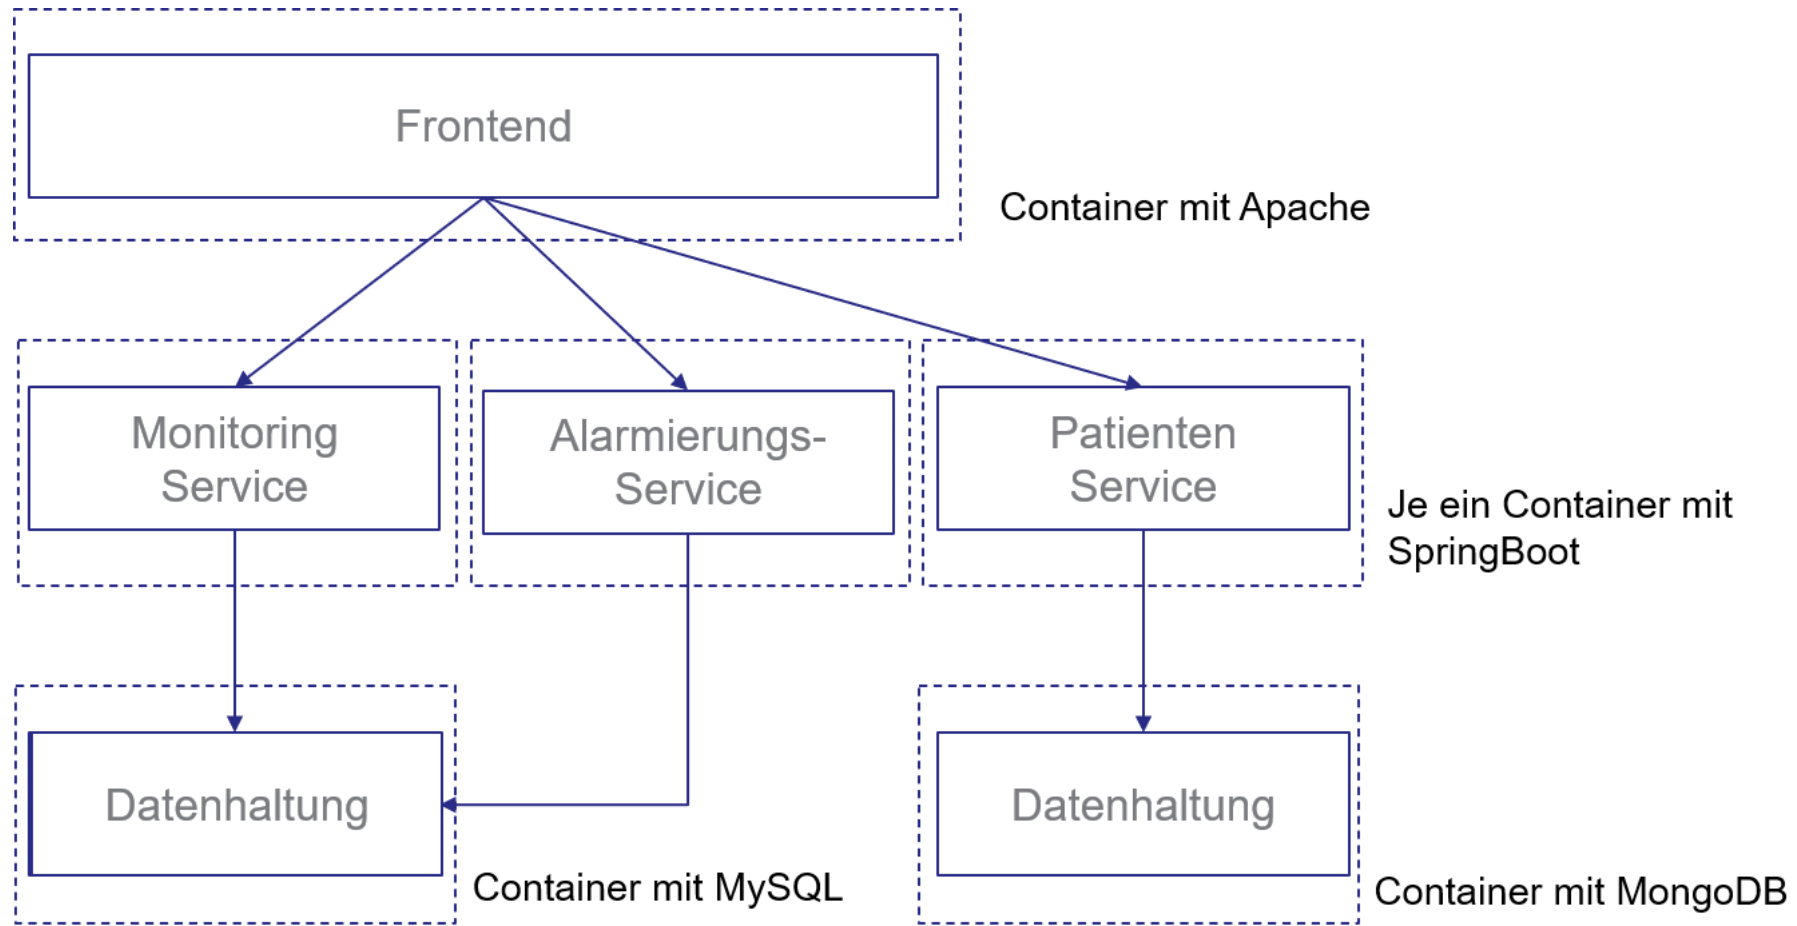 Frontend
Container mit Apache
Monitoring
Service
Alarmierungs-
Service
Patienten
Service
Je ein Container mit
SpringBoot
Datenhaltung
Container mit MySQL
Datenhaltung
Container mit MongoDB